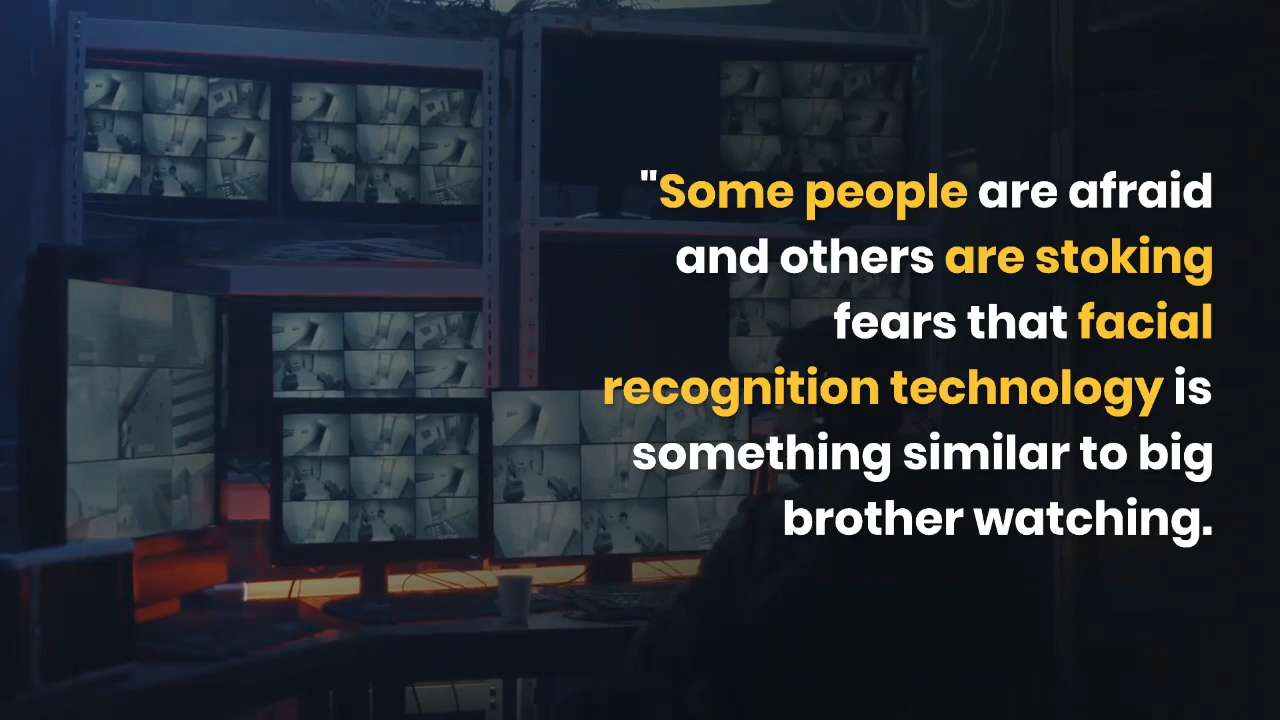 "Some people are afraid
and others are stoking
fears that facial
recognition technology is
something similar to big
brother watching.